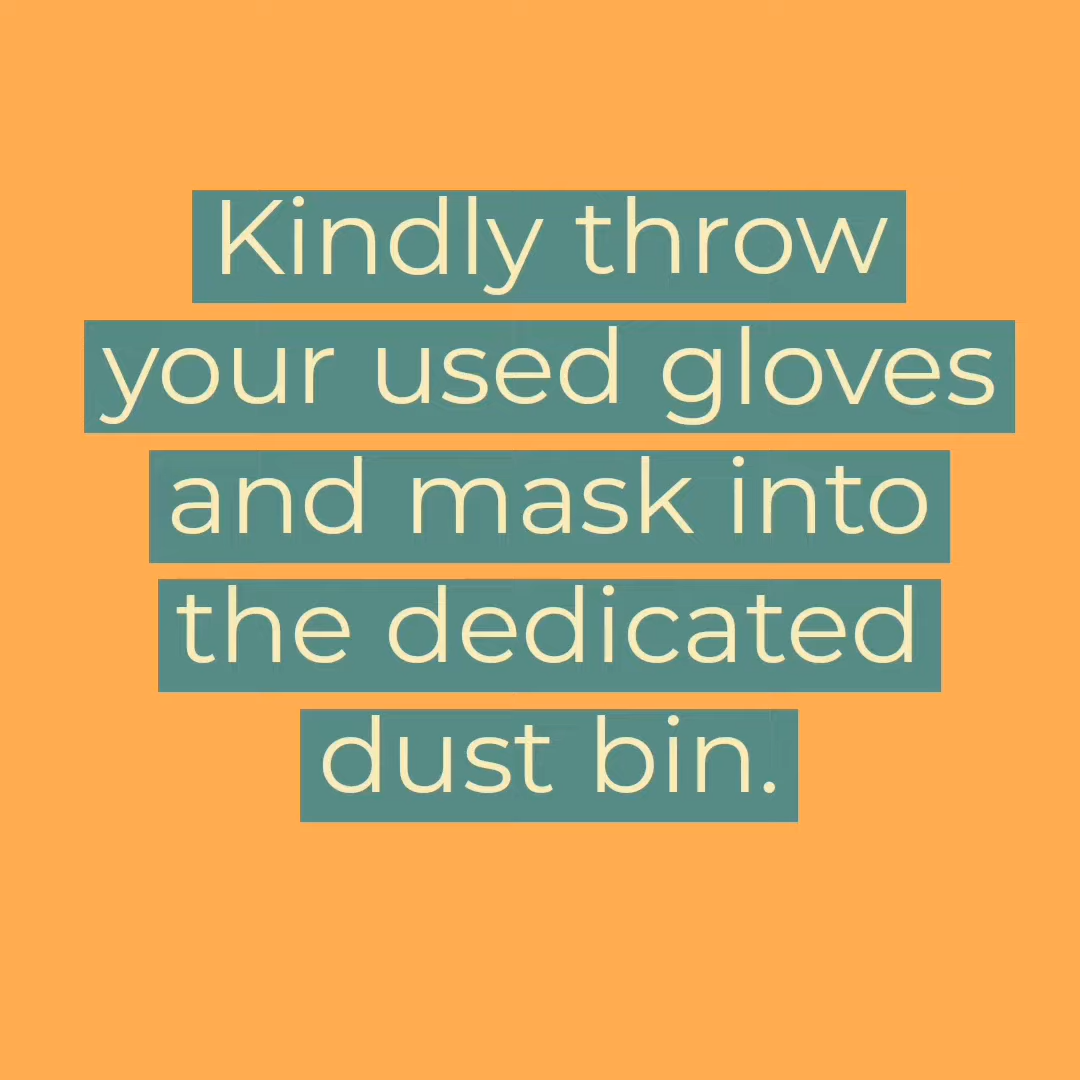 Kindly throw
your used gloves
and mask into
the dedicated
dust bin.